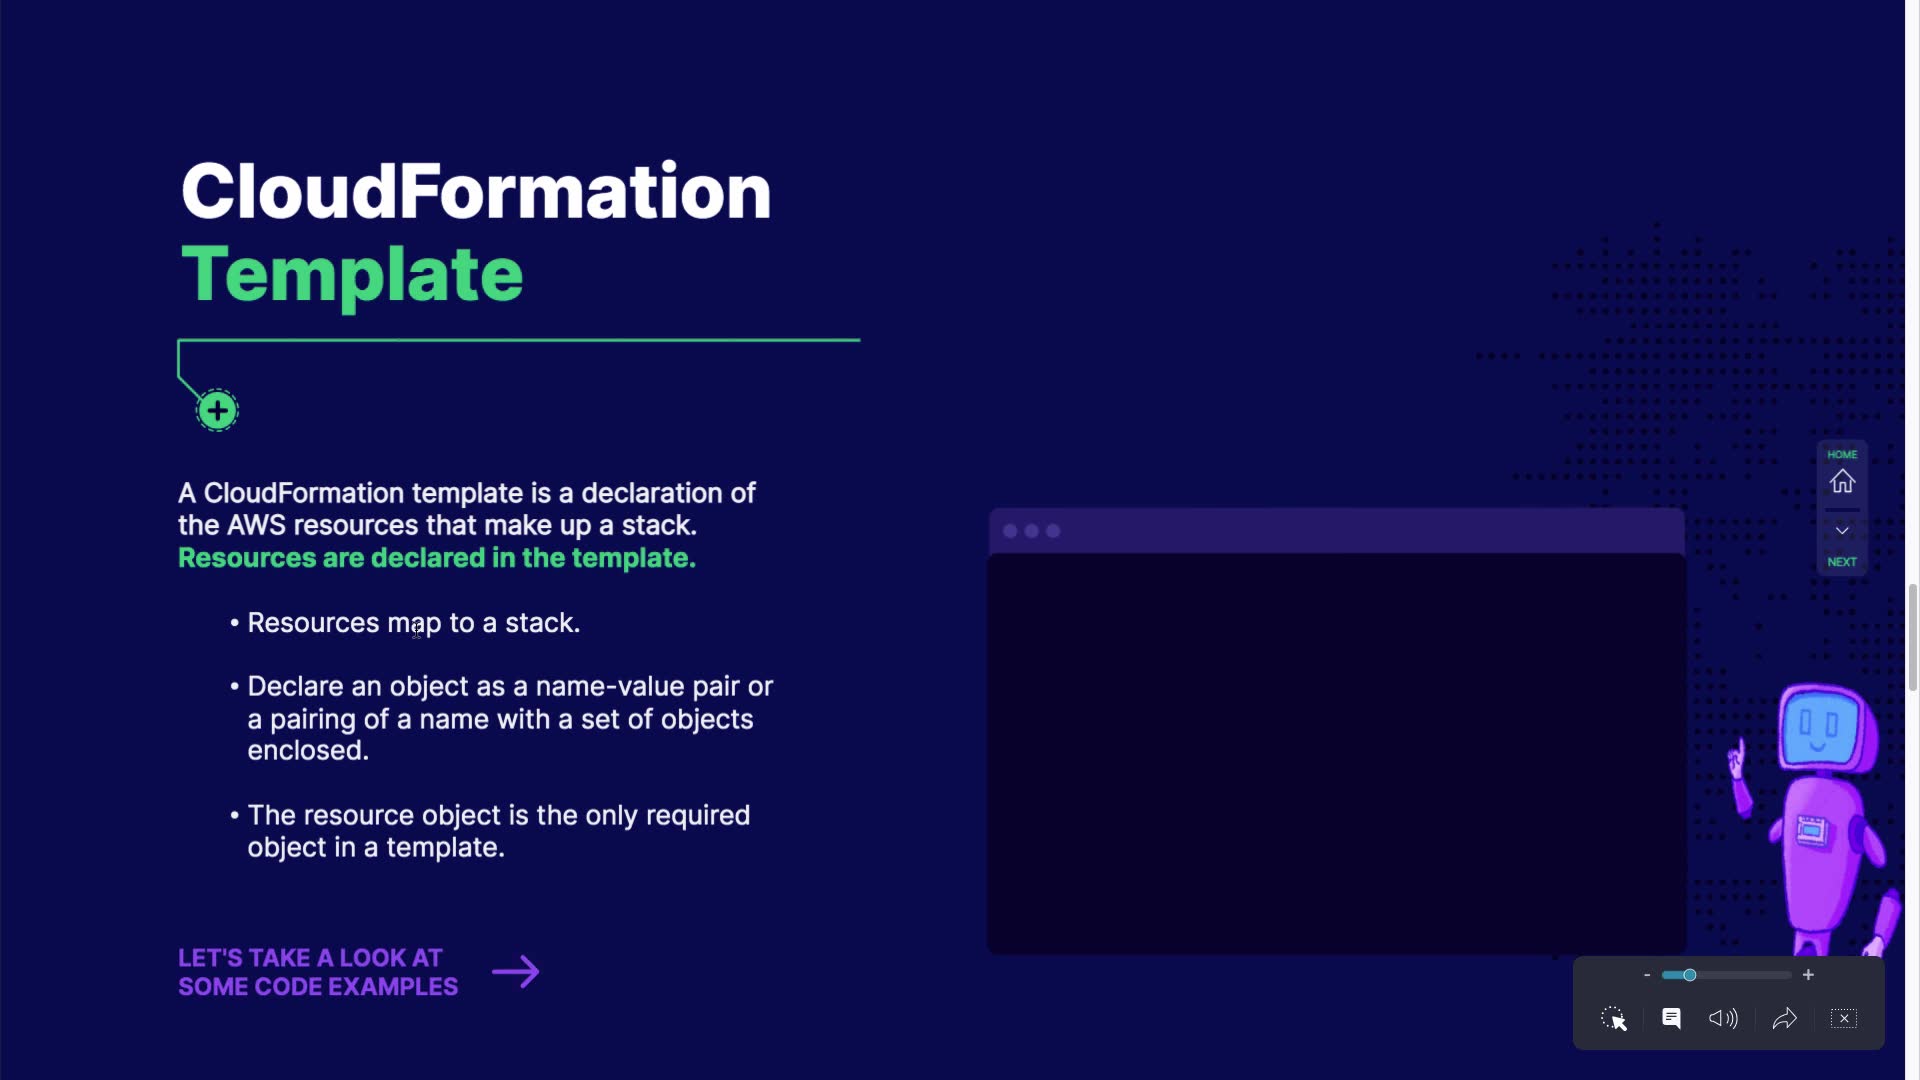 CloudFormation
Template
A CloudFormation template is a declaration of
the AWS resources that make up a stack.
Resources are declared in the template.
• Resources map to a stack.
• Declare an object as a name-value pair or
a pairing of a name with a set of objects
enclosed.
• The resource object is the only required
object in a template.
LET'S TAKE A LOOK AT
SOME CODE EXAMPLES
HOME
NEXT